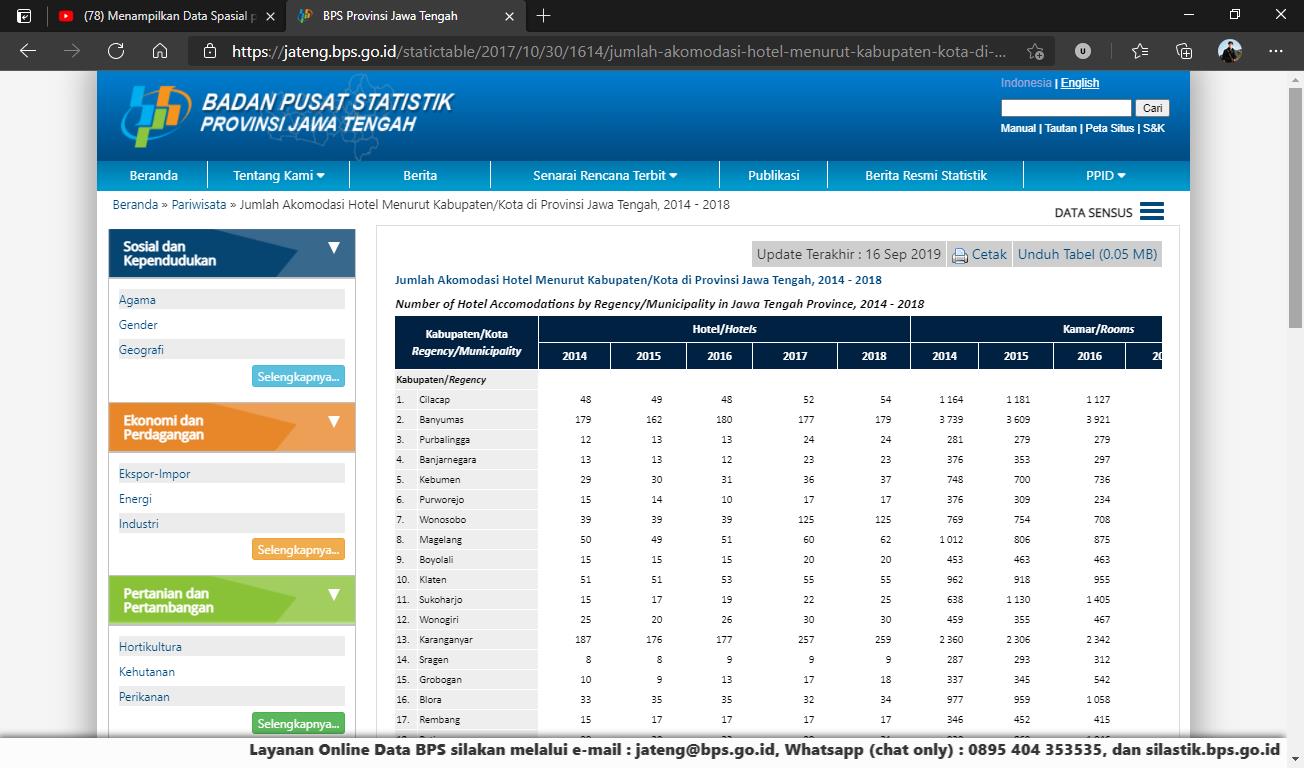 (78) Menampilkan Data Spasial p
BPS Provinsi Jawa Tengah
https://jateng.bps.go.id/statictable/2017/10/30/1614/jumlah-akomodasi-hotel-menurut-kabupaten-kota-di-...
BADAN PUSAT STATISTIK
PROVINSI JAWA TENGAH
Indonesia | English
Cari
Manual | Tautan | Peta Situs | S&K
Beranda Tentang Kami Berita Senarai Rencana Terbit Publikasi Berita Resmi Statistik PPID
Beranda » Pariwisata » Jumlah Akomodasi Hotel Menurut Kabupaten/Kota di Provinsi Jawa Tengah, 2014 - 2018
DATA SENSUS
Sosial dan
Kependudukan
Agama
Gender
Geografi
Selengkapnya...
Ekonomi dan
Perdagangan
Ekspor-Impor
Energi
Industri
Selengkapnya...
Pertanian dan
Pertambangan
Hortikultura
Kehutanan
Perikanan
Selengkapnya...
Update Terakhir : 16 Sep 2019 Cetak Unduh Tabel (0.05 MB)
Jumlah Akomodasi Hotel Menurut Kabupaten/Kota di Provinsi Jawa Tengah, 2014 - 2018
Number of Hotel Accomodations by Regency/Municipality in Jawa Tengah Province, 2014 - 2018
Kabupaten/Kota
Regency/Municipality
Hotel/Hotels Kamar/Rooms
2014 2015 2016 2017 2018 2014 2015 2016 20
Kabupaten/Regency
1. Cilacap 48 49 48 52 54 1 164 1 181 1 127
2. Banyumas 179 162 180 177 179 3 739 3 609 3 921
3. Purbalingga 12 13 13 24 24 281 279 279
4. Banjarnegara 13 13 12 23 23 376 353 297
5. Kebumen 29 30 31 36 37 748 700 736
6. Purworejo 15 14 10 17 17 376 309 234
7. Wonosobo 39 39 39 125 125 769 754 708
8. Magelang 50 49 51 60 62 1 012 806 875
9. Boyolali 15 15 15 20 20 453 463 463
10. Klaten 51 51 53 55 55 962 918 955
11. Sukoharjo 15 17 19 22 25 638 1 130 1 405
12. Wonogiri 25 20 26 30 30 459 355 467
13. Karanganyar 187 176 177 257 259 2 360 2 306 2 342
14. Sragen 8 8 9 9 9 287 293 312
15. Grobogan 10 9 13 17 18 337 345 542
16. Blora 33 35 35 32 34 977 959 1 058
17. Rembang 15 17 17 17 17 346 452 415
Layanan Online Data BPS silakan melalui e-mail : jateng@bps.go.id, Whatsapp (chat only) : 0895 404 353535, dan silastik.bps.go.id